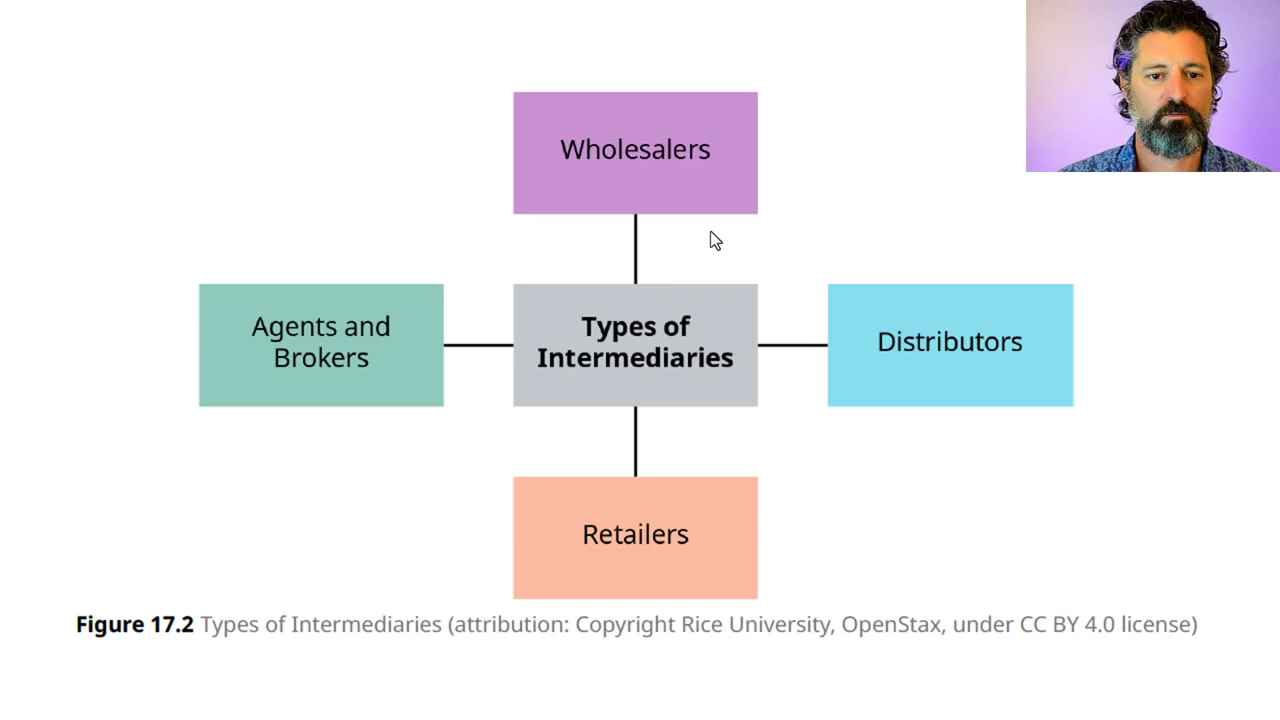 Wholesalers
Agents and
Brokers
Types of
Intermediaries
Distributors
Retailers
Figure 17.2 Types of Intermediaries (attribution: Copyright Rice University, OpenStax, under CC BY 4.0 license)